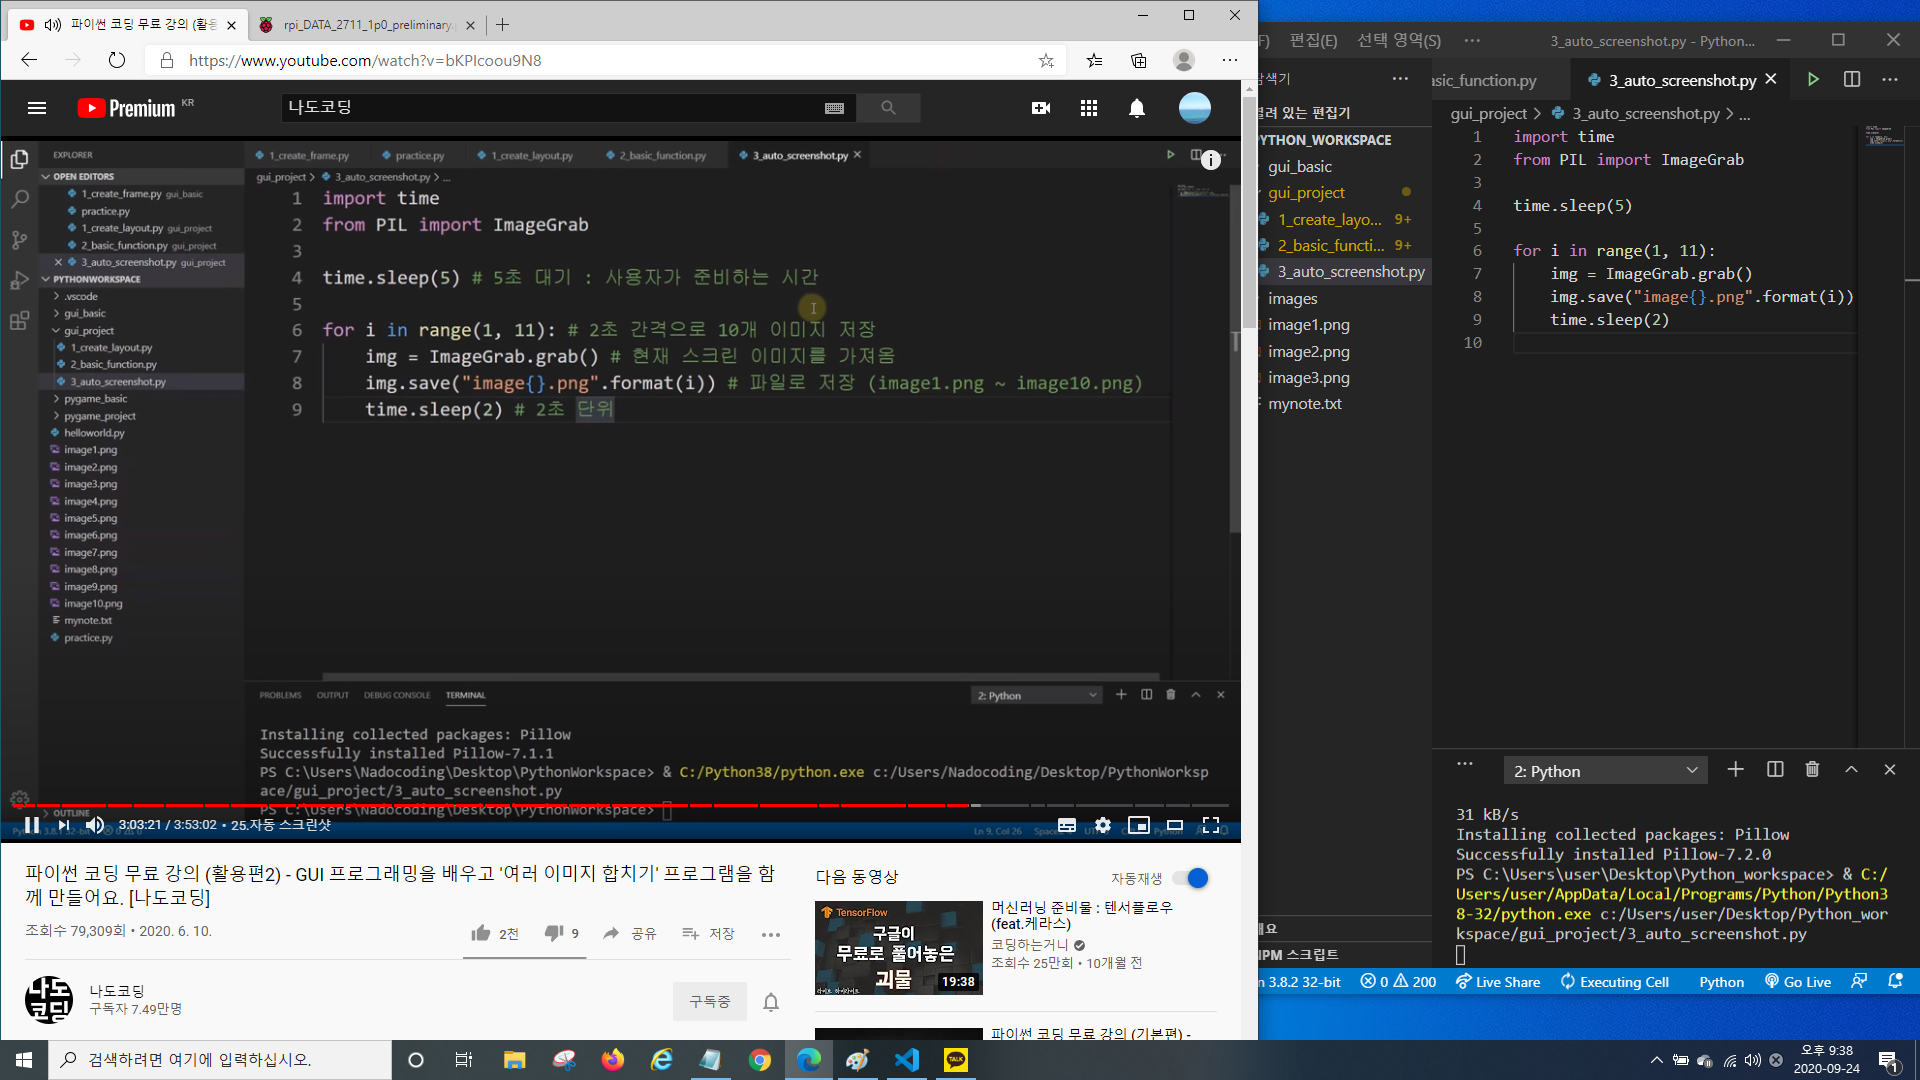 파이썬 코딩 무료 강의 (활용
rpi_DATA_2711_1p0_preliminary.
https://www.youtube.com/watch?v=bKPIcoou9N8
Premium KR
나도코딩
EXPLORER
OPEN EDITORS
1_create_frame.py gui_basic
practice.py
1_create_layout.py gui_project
2_basic_function.py gui_project
3_auto_screenshot.py gui_project
PYTHONWORKSPACE
.vscode
gui_basic
gui_project
1_create_layout.py
2_basic_function.py
3_auto_screenshot.py
pygame_basic
pygame_project
helloworld.py
image1.png
image2.png
image3.png
image4.png
image5.png
image6.png
image7.png
image8.png
image9.png
image10.png
mynote.txt
practice.py
OUTLINE
1_create_frame.py
practice.py
1_create_layout.py
2_basic_function.py
3_auto_screenshot.py
gui_project > 3_auto_screenshot.py > ...
1 import time
2 from PIL import ImageGrab
3
4 time.sleep(5) # 5초 대기 : 사용자가 준비하는 시간
5
6 for i in range(1, 11): # 2초 간격으로 10개 이미지 저장
7 img = ImageGrab.grab() # 현재 스크린 이미지를 가져옴
8 img.save("image{}.png".format(i)) # 파일로 저장 (image1.png ~ image10.png)
9 time.sleep(2) # 2초 단위
PROBLEMS OUTPUT DEBUG CONSOLE TERMINAL
2: Python
Installing collected packages: Pillow
Successfully installed Pillow-7.1.1
PS C:\Users\Nadocoding\Desktop\PythonWorkspace> & C:/Python38/python.exe c:/Users/Nadocoding/Desktop/PythonWorksp
ace/gui_project/3_auto_screenshot.py
PS C:\Users\Nadocoding\Desktop\PythonWorkspace>
3:03:21 / 3:53:02 • 25.자동 스크린샷
Ln 9, Col 26
파이썬 코딩 무료 강의 (활용편2) - GUI 프로그래밍을 배우고 '여러 이미지 합치기' 프로그램을 함
께 만들어요. [나도코딩]
조회수 79,309회 • 2020. 6. 10.
2천
9
공유
저장
나도
코딩
나도코딩
구독자 7.49만명
구독중
다음 동영상
자동재생
TensorFlow
구글이
무료로 풀어놓은
괴물
19:38
머신러닝 준비물 : 텐서플로우
(feat.케라스)
코딩하는거니
조회수 25만회 • 10개월 전
파이썬 코딩 무료 강의 (기본편) -
F) 편집(E) 선택 영역(S) ···
3_auto_screenshot.py - Python...
탐색기
열려 있는 편집기
PYTHON_WORKSPACE
gui_basic
gui_project
1_create_layo... 9+
2_basic_functi... 9+
3_auto_screenshot.py
images
image1.png
image2.png
image3.png
mynote.txt
NPM 스크립트
asic_function.py
3_auto_screenshot.py
gui_project > 3_auto_screenshot.py > ...
1 import time
2 from PIL import ImageGrab
3
4 time.sleep(5)
5
6 for i in range(1, 11):
7 img = ImageGrab.grab()
8 img.save("image{}.png".format(i))
9 time.sleep(2)
10
2: Python
31 kB/s
Installing collected packages: Pillow
Successfully installed Pillow-7.2.0
PS C:\Users\user\Desktop\Python_workspace> & C:/
Users/user/AppData/Local/Programs/Python/Python3
8-32/python.exe c:/Users/user/Desktop/Python_wor
kspace/gui_project/3_auto_screenshot.py
n 3.8.2 32-bit 0 200 Live Share Executing Cell Python Go Live
검색하려면 여기에 입력하십시오.
TALK
오후 9:38
2020-09-24
1